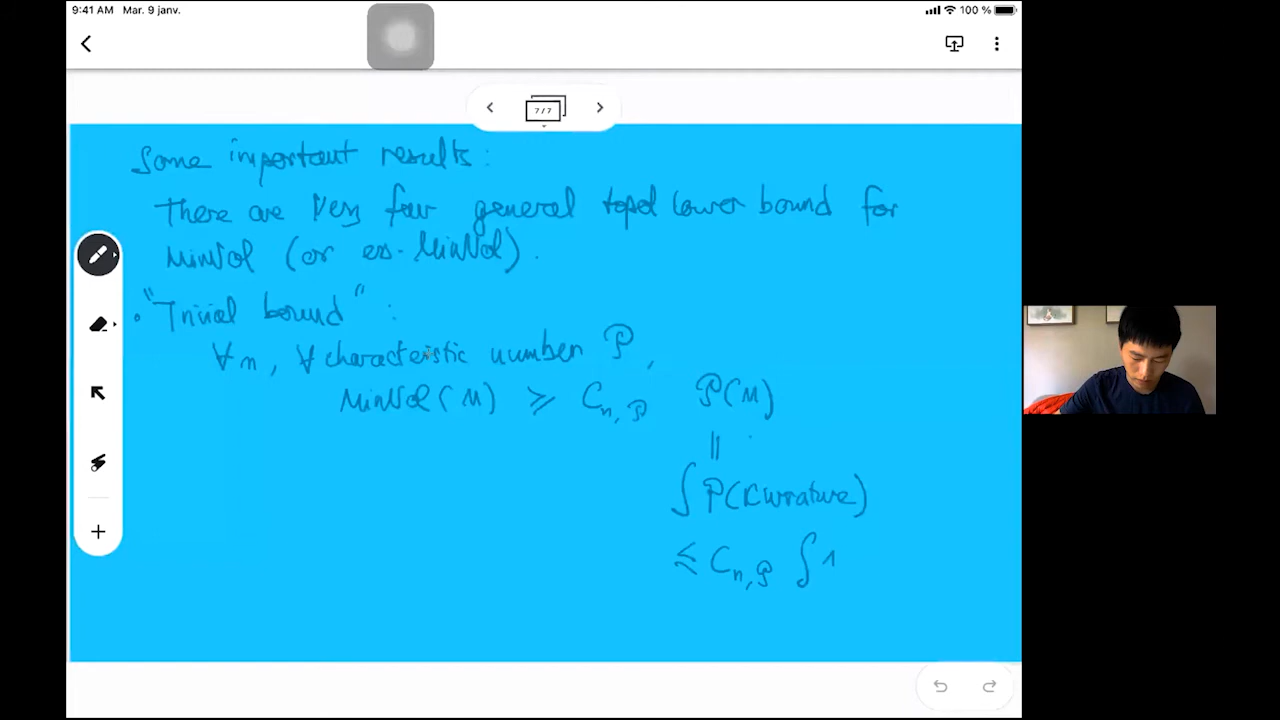 9:41 AM Mar. 9 janv.
100 %
7/7
Some important results :
There are very few general topol lower bound for
MinVol (or es-MinVol).
• "Trivial bound" :
∀n, ∀ characteristic number P,
MinVol(M) ≥ C_{n,P} P(M)
||
∫ P(Curvature)
≤ C_{n,P} ∫ 1